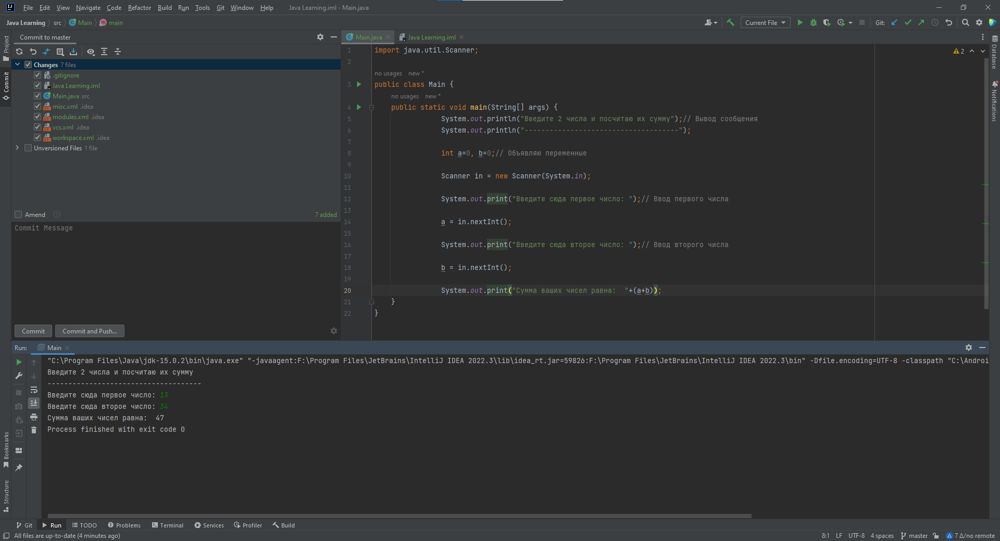 File Edit View Navigate Code Refactor Build Run Tools Git Window Help Java Learning.iml - Main.java
Java Learning src Main main
Current File
Git:
Project
Commit
Bookmarks
Structure
Commit to master
Changes 7 files
.gitignore
Java Learning.iml
Main.java src
misc.xml .idea
modules.xml .idea
vcs.xml .idea
workspace.xml .idea
Unversioned Files 1 file
Amend
7 added
Commit Message
Commit
Commit and Push...
Main.java
Java Learning.iml
2
1 import java.util.Scanner;
2
no usages new *
3 public class Main {
no usages new *
4 public static void main(String[] args) {
5 System.out.println("Введите 2 числа и посчитаю их сумму");// Вывод сообщения
6 System.out.println("-------------------------------------");
7
8 int a=0, b=0;// Объявляю переменные
9
10 Scanner in = new Scanner(System.in);
11
12 System.out.print("Введите сюда первое число: ");// Ввод первого числа
13
14 a = in.nextInt();
15
16 System.out.print("Введите сюда второе число: ");// Ввод второго числа
17
18 b = in.nextInt();
19
20 System.out.print("Сумма ваших чисел равна:  "+(a+b));
21 }
22 }
Database
Notifications
Run: Main
"C:\Program Files\Java\jdk-15.0.2\bin\java.exe" "-javaagent:F:\Program Files\JetBrains\IntelliJ IDEA 2022.3\lib\idea_rt.jar=59826:F:\Program Files\JetBrains\IntelliJ IDEA 2022.3\bin" -Dfile.encoding=UTF-8 -classpath "C:\Androi
Введите 2 числа и посчитаю их сумму
-------------------------------------
Введите сюда первое число: 13
Введите сюда второе число: 34
Сумма ваших чисел равна:  47
Process finished with exit code 0
Git Run TODO Problems Terminal Services Profiler Build
All files are up-to-date (4 minutes ago)
8:1 LF UTF-8 4 spaces master 7 Δ/no remote